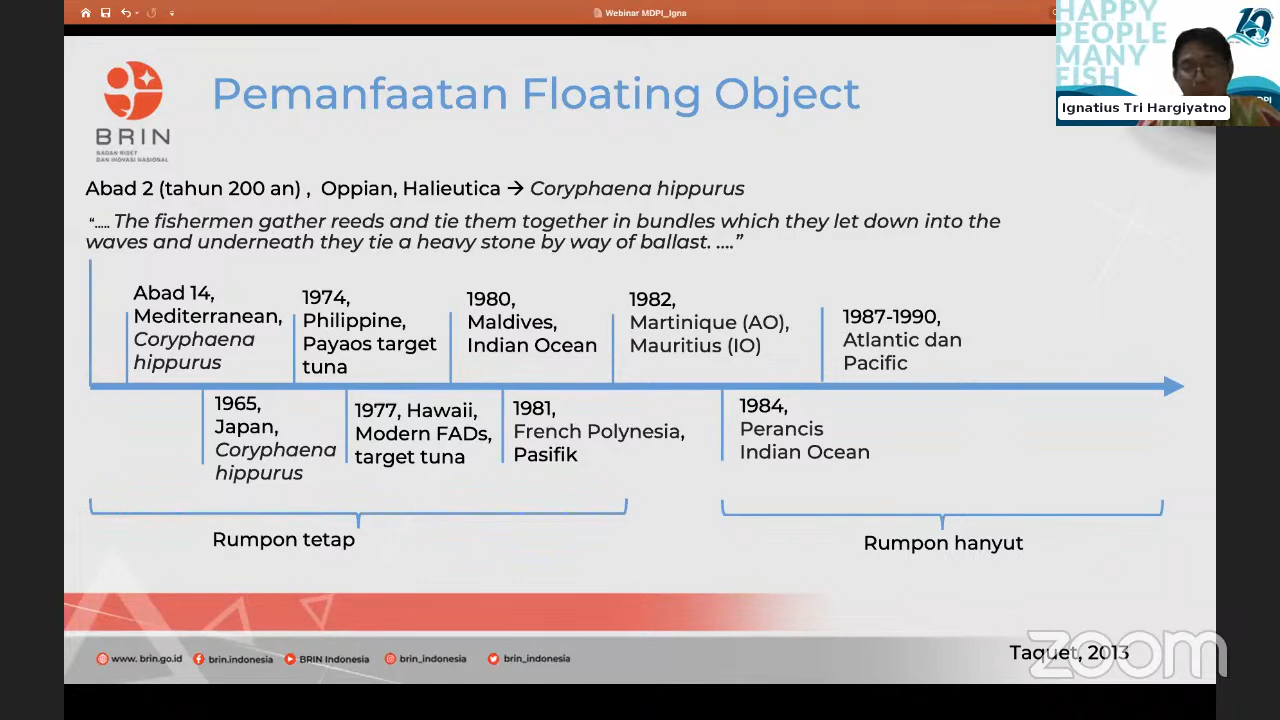 Webinar MDPI_Igna
HAPPY
PEOPLE
MANY
FISH
10
Ignatius Tri Hargiyatno
BRIN
BADAN RISET
DAN INOVASI NASIONAL
Pemanfaatan Floating Object
Abad 2 (tahun 200 an) , Oppian, Halieutica → Coryphaena hippurus
“….. The fishermen gather reeds and tie them together in bundles which they let down into the
waves and underneath they tie a heavy stone by way of ballast. ….”
Abad 14,
Mediterranean,
Coryphaena
hippurus
1974,
Philippine,
Payaos target
tuna
1980,
Maldives,
Indian Ocean
1982,
Martinique (AO),
Mauritius (IO)
1987-1990,
Atlantic dan
Pacific
1965,
Japan,
Coryphaena
hippurus
1977, Hawaii,
Modern FADs,
target tuna
1981,
French Polynesia,
Pasifik
1984,
Perancis
Indian Ocean
Rumpon tetap
Rumpon hanyut
www. brin.go.id
brin.indonesia
BRIN Indonesia
brin_indonesia
brin_indonesia
Taquet, 2013
zoom